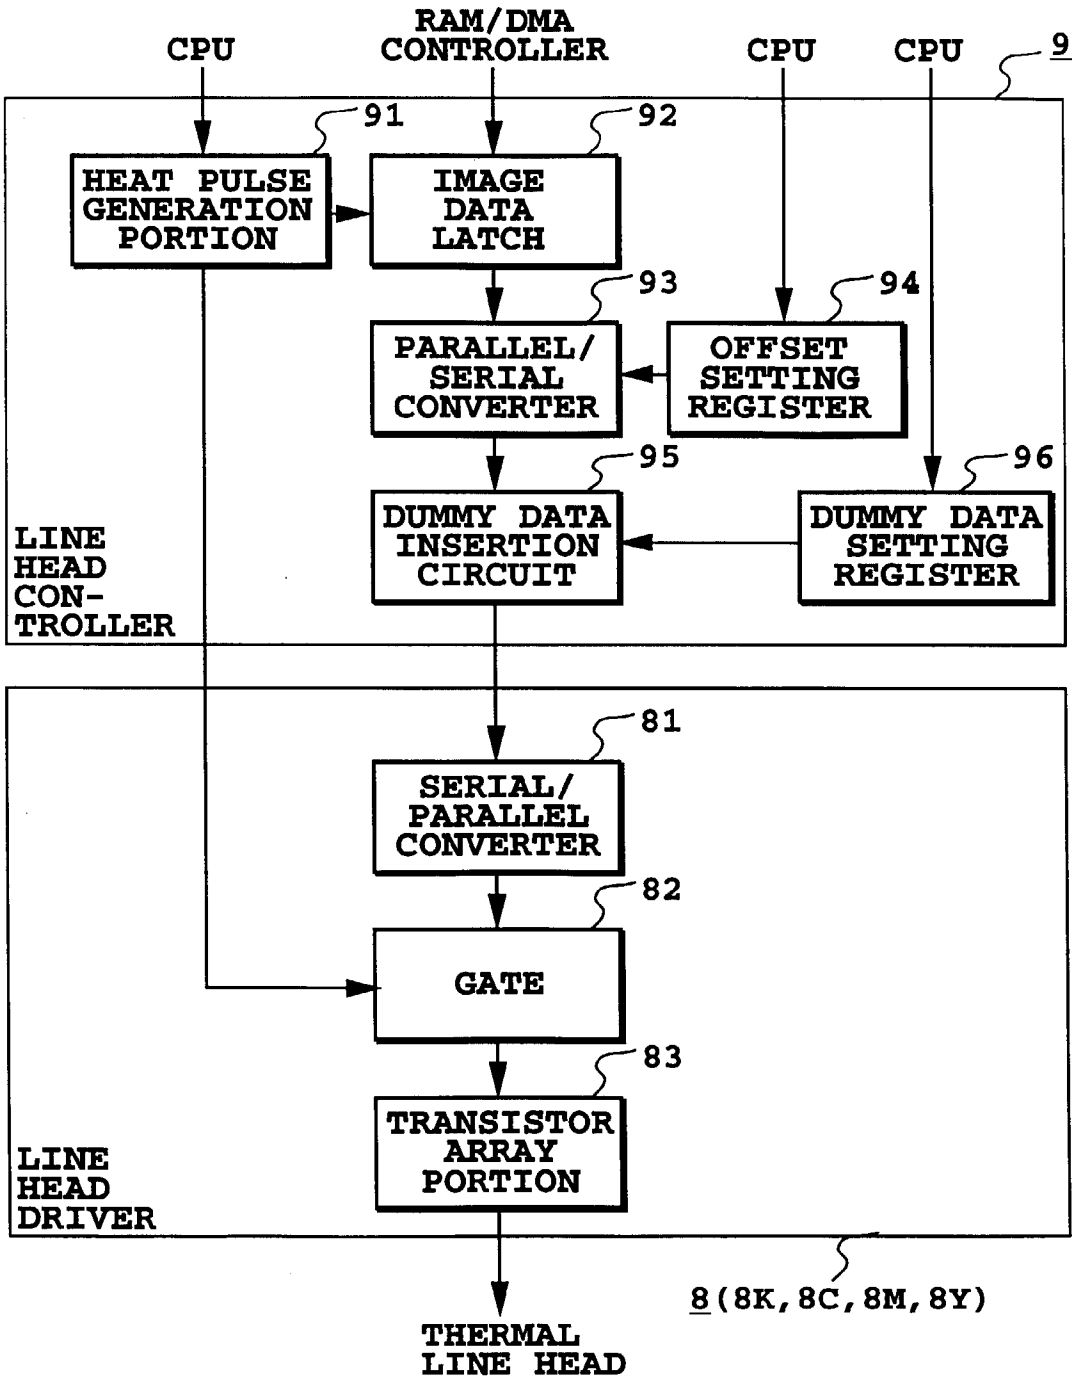 RAM/DMA
CONTROLLER
CPU
CPU
CPU
9
91
92
HEAT PULSE
GENERATION
PORTION
IMAGE
DATA
LATCH
93
94
PARALLEL/
SERIAL
CONVERTER
OFFSET
SETTING
REGISTER
95
96
DUMMY DATA
INSERTION
CIRCUIT
DUMMY DATA
SETTING
REGISTER
LINE
HEAD
CON-
TROLLER
81
SERIAL/
PARALLEL
CONVERTER
82
GATE
83
TRANSISTOR
ARRAY
PORTION
LINE
HEAD
DRIVER
8(8K,8C,8M,8Y)
THERMAL
LINE HEAD